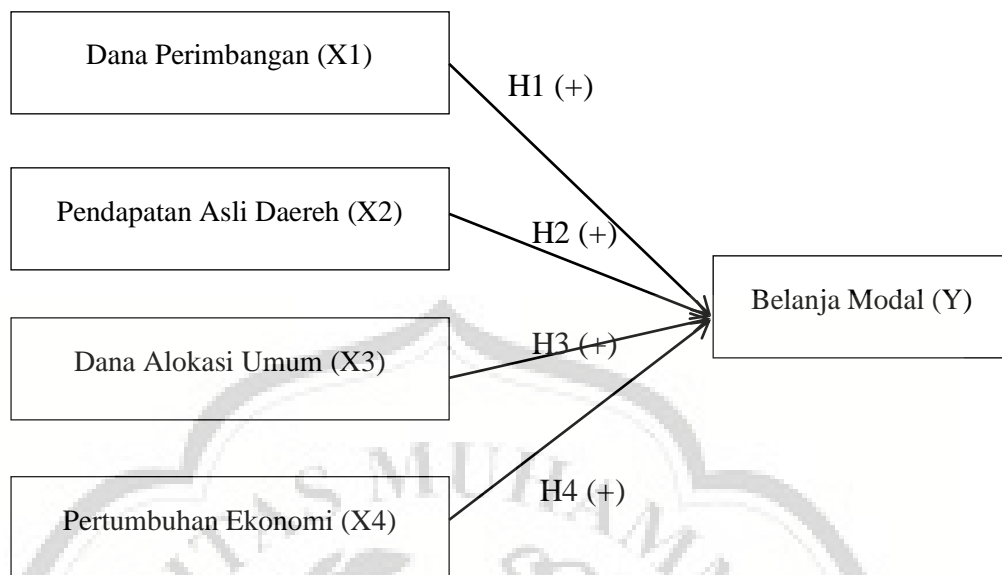 Dana Perimbangan (X1)
H1 (+)
Pendapatan Asli Daereh (X2)
H2 (+)
Belanja Modal (Y)
Dana Alokasi Umum (X3)
H3 (+)
Pertumbuhan Ekonomi (X4)
H4 (+)